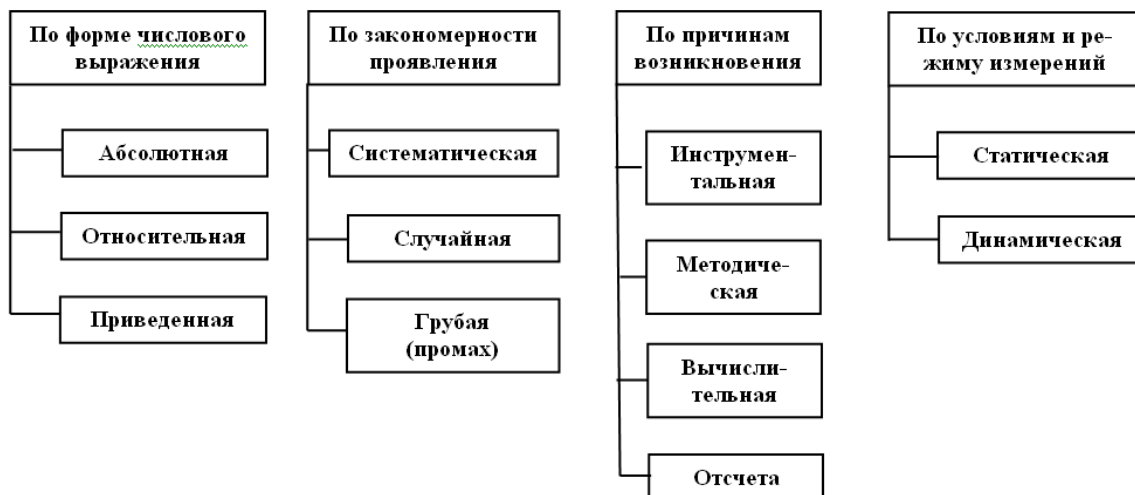 По форме числового
выражения
Абсолютная
Относительная
Приведенная
По закономерности
проявления
Систематическая
Случайная
Грубая
(промах)
По причинам
возникновения
Инструмен-
тальная
Методиче-
ская
Вычисли-
тельная
Отсчета
По условиям и ре-
жиму измерений
Статическая
Динамическая